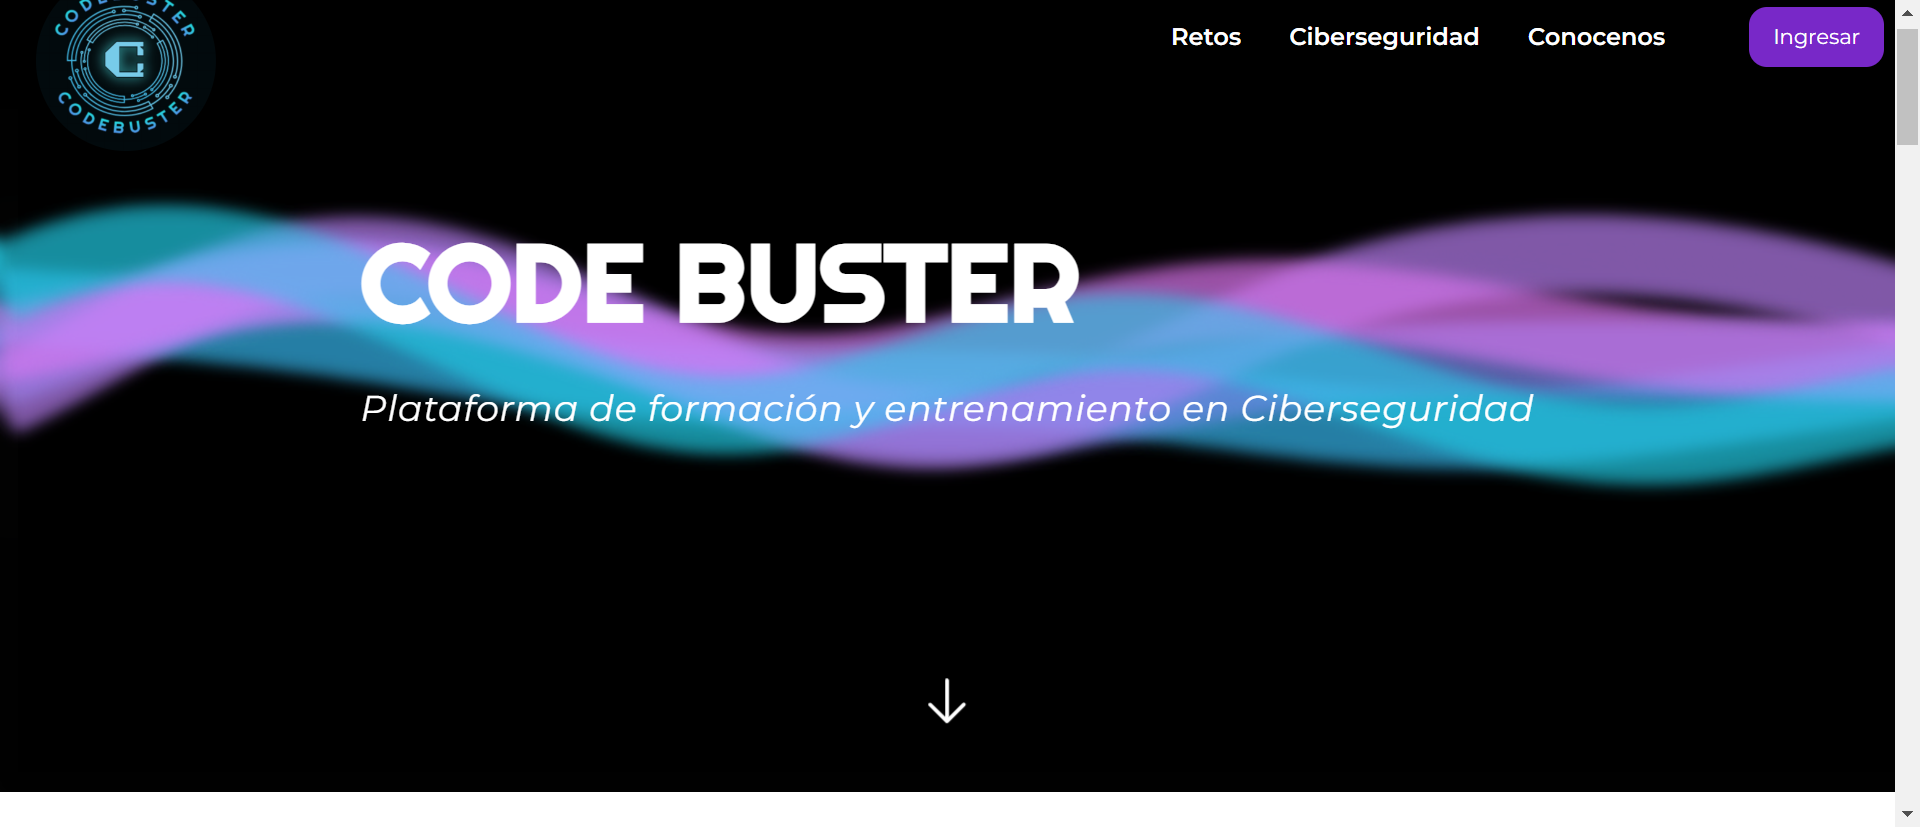 CODEBUSTER
Retos
Ciberseguridad
Conocenos
Ingresar
C
CODEBUSTER
CODE BUSTER
Plataforma de formación y entrenamiento en Ciberseguridad